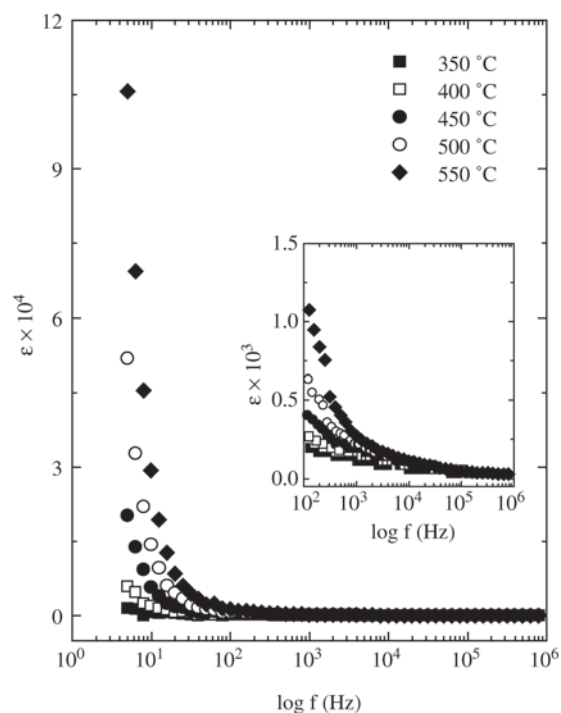 12
9
6
3
0
ε × 10⁴
10⁰ 10¹ 10² 10³ 10⁴ 10⁵ 10⁶
log f (Hz)
350 °C
400 °C
450 °C
500 °C
550 °C
1.5
1.0
0.5
0.0
ε × 10³
10² 10³ 10⁴ 10⁵ 10⁶
log f (Hz)